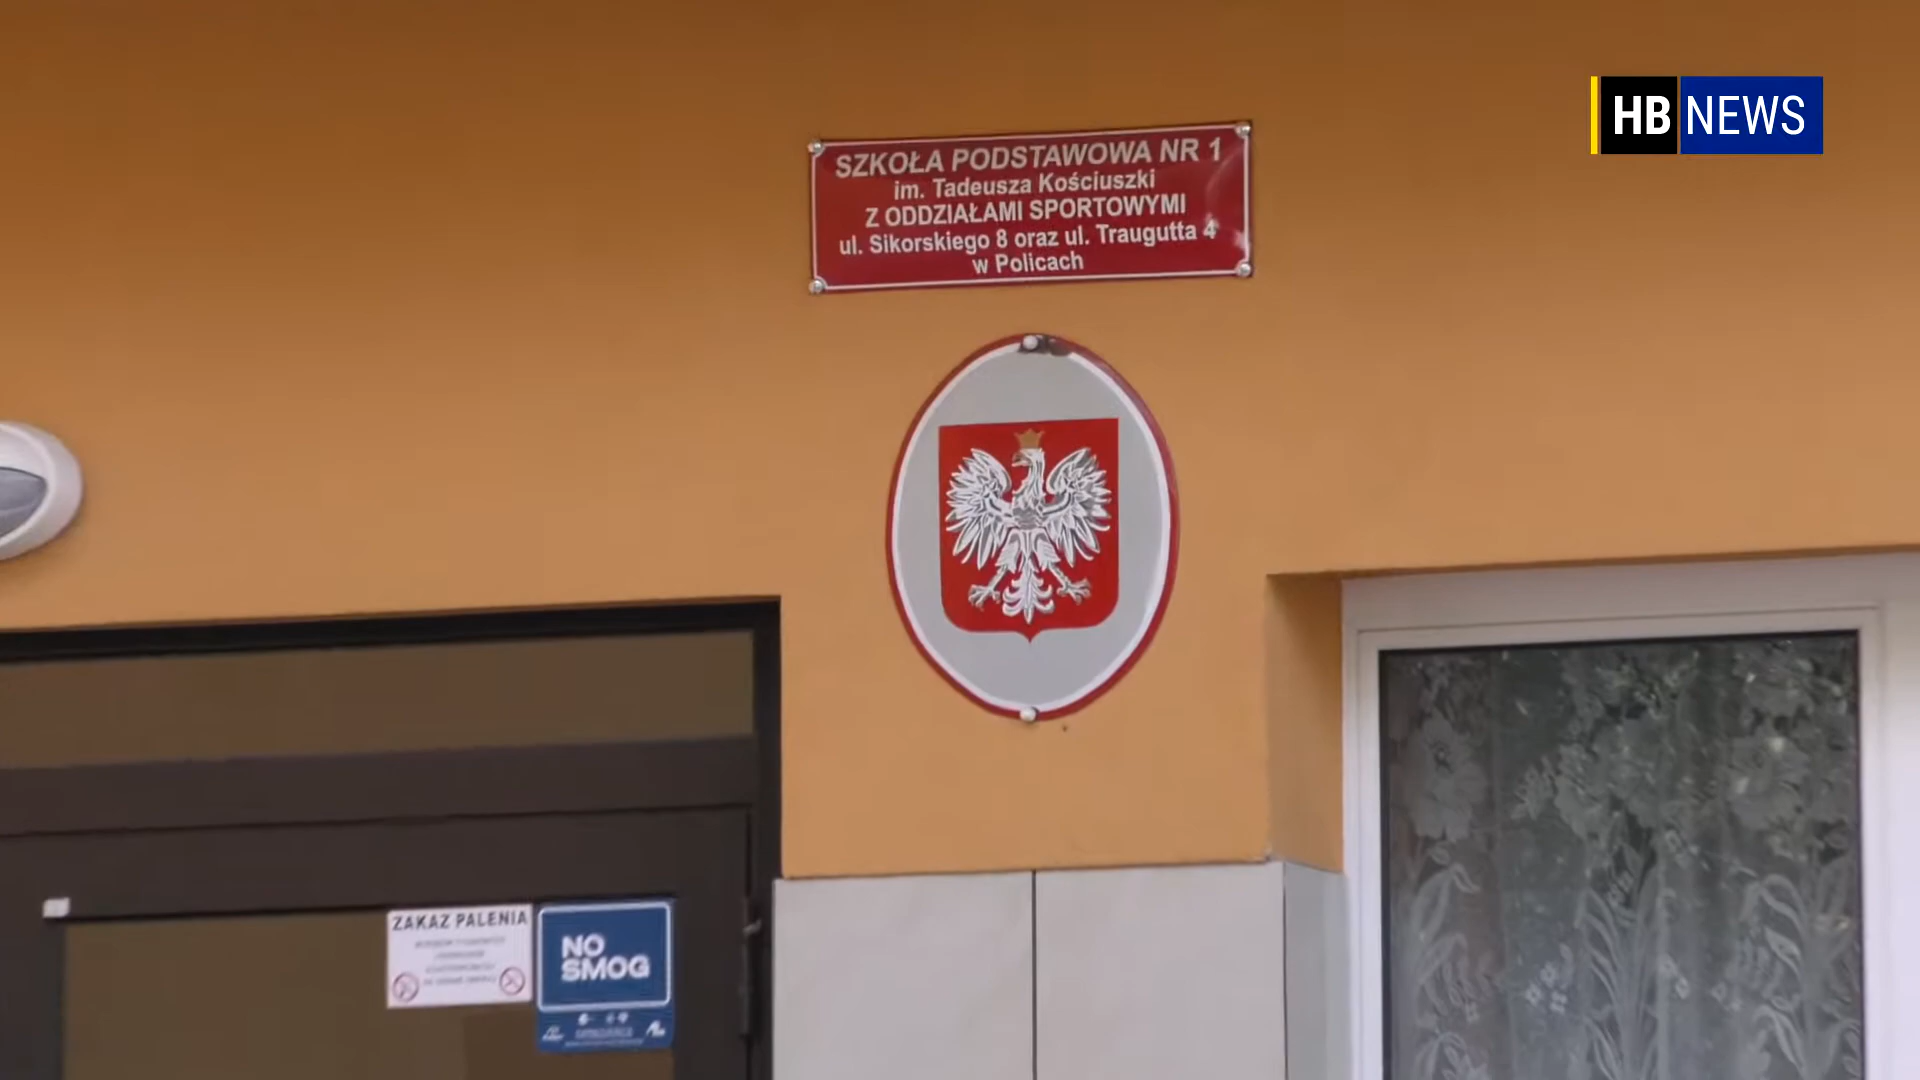 HB NEWS
SZKOŁA PODSTAWOWA NR 1
im. Tadeusza Kościuszki
Z ODDZIAŁAMI SPORTOWYMI
ul. Sikorskiego 8 oraz ul. Traugutta 4
w Policach
ZAKAZ PALENIA
NO
SMOG